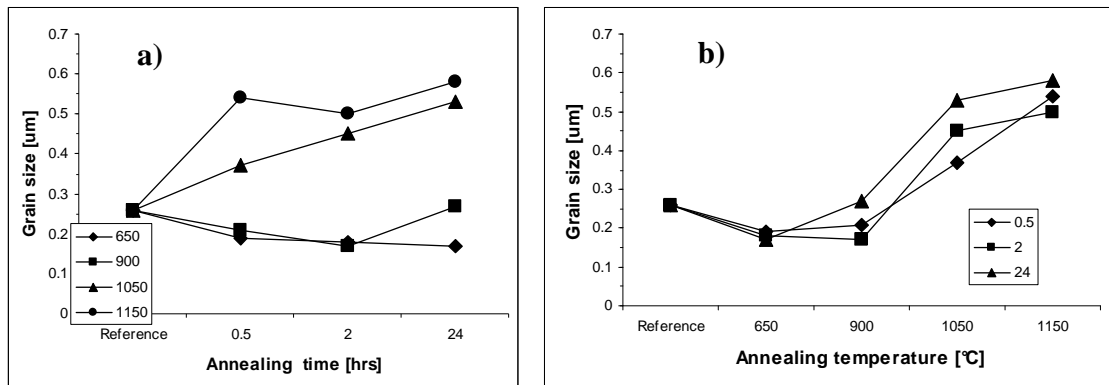 a)
0.7
0.6
0.5
0.4
0.3
0.2
0.1
0
Grain size [um]
650
900
1050
1150
Reference 0.5 2 24
Annealing time [hrs]
b)
0.7
0.6
0.5
0.4
0.3
0.2
0.1
0
Grain size [um]
0.5
2
24
Reference 650 900 1050 1150
Annealing temperature [°C]